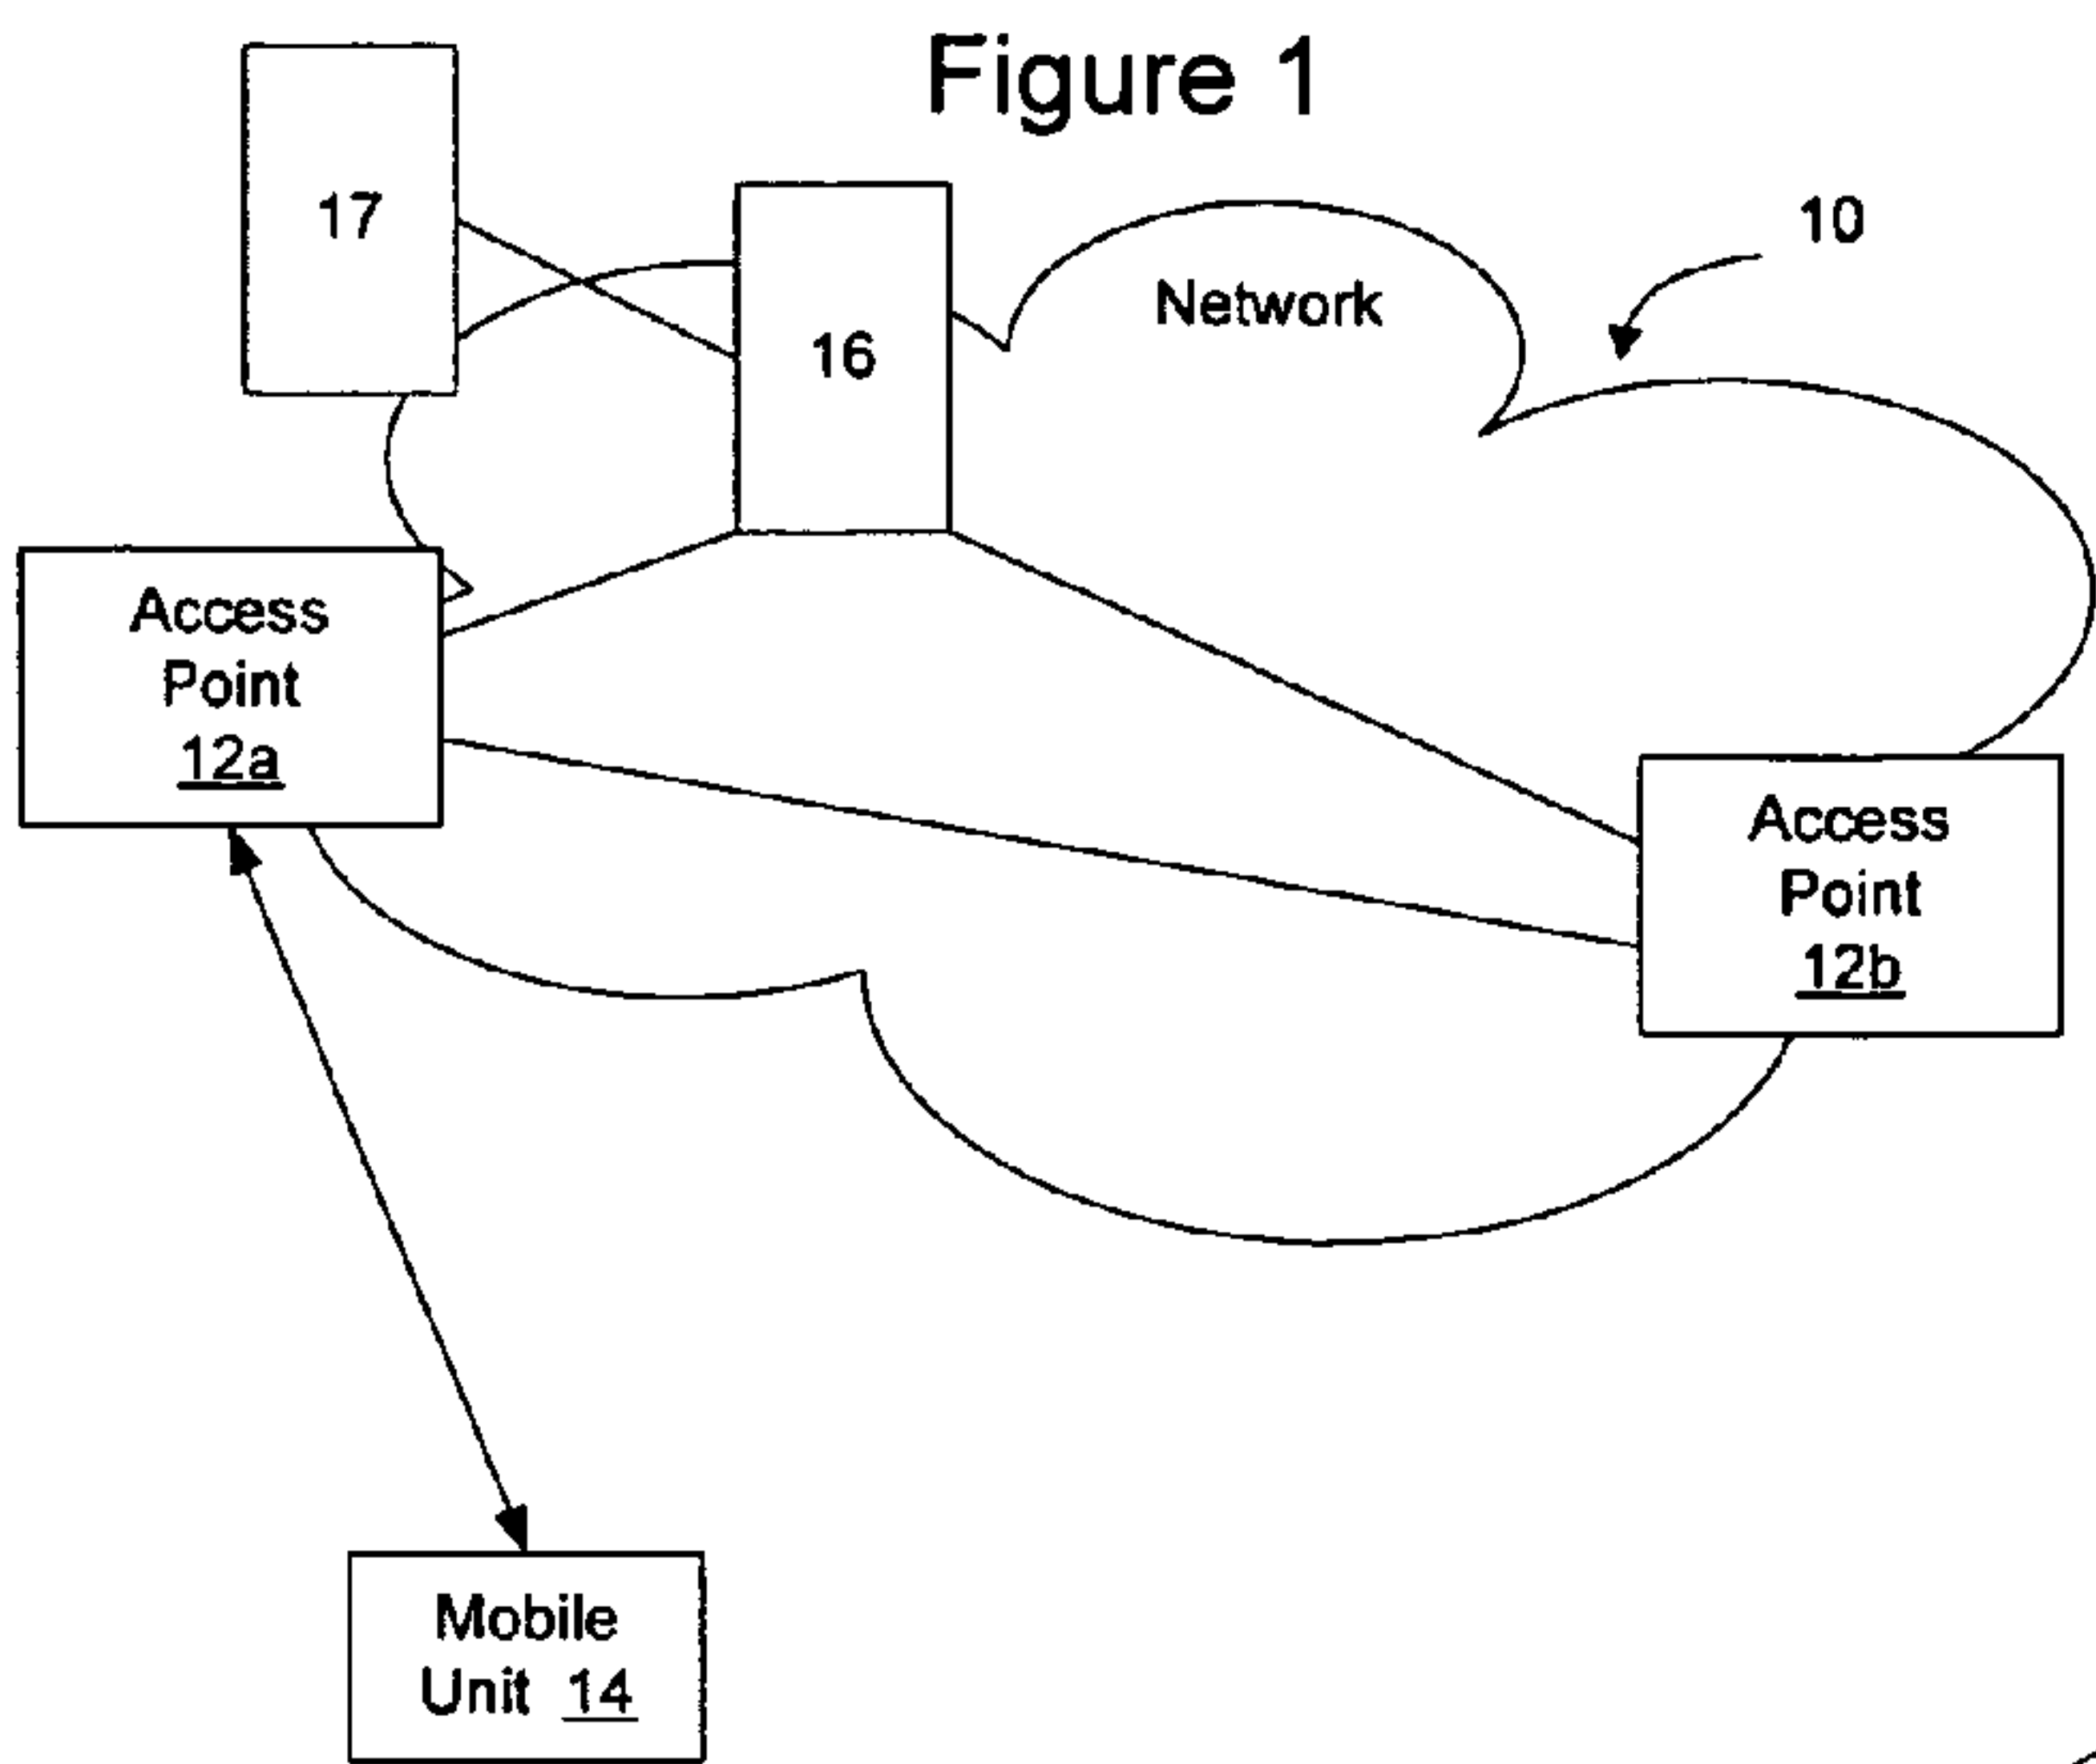 Figure 1
17
10
Network
16
Access
Point
12a
Access
Point
12b
Mobile
Unit 14